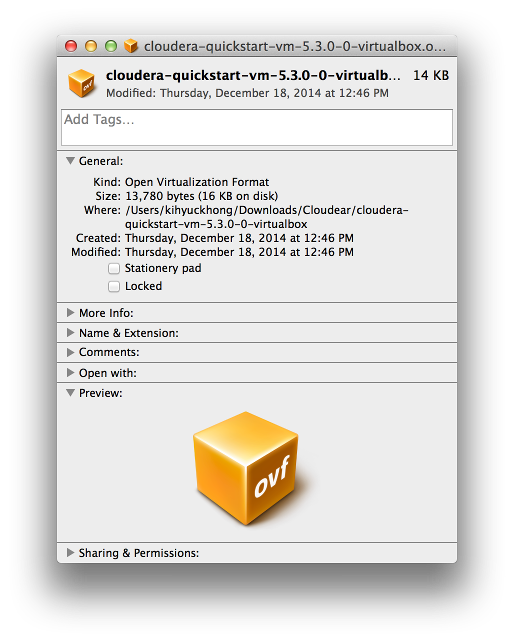 cloudera-quickstart-vm-5.3.0-0-virtualbox.o...
cloudera-quickstart-vm-5.3.0-0-virtualb... 14 KB
Modified: Thursday, December 18, 2014 at 12:46 PM
Add Tags...
General:
Kind: Open Virtualization Format
Size: 13,780 bytes (16 KB on disk)
Where: /Users/kihyuckhong/Downloads/Cloudear/cloudera-
quickstart-vm-5.3.0-0-virtualbox
Created: Thursday, December 18, 2014 at 12:46 PM
Modified: Thursday, December 18, 2014 at 12:46 PM
Stationery pad
Locked
More Info:
Name & Extension:
Comments:
Open with:
Preview:
ovf
Sharing & Permissions: